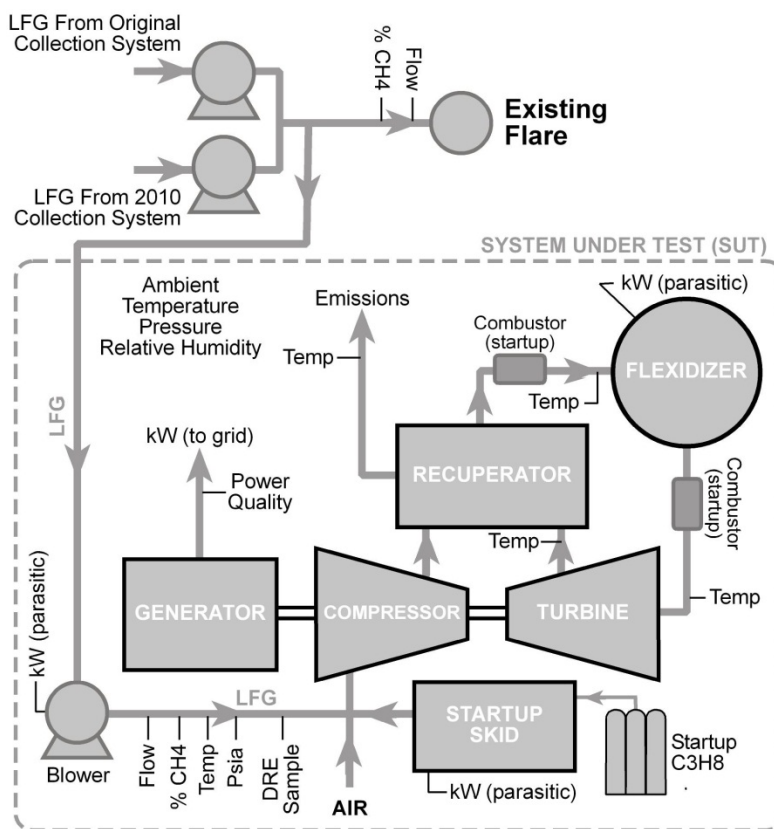 LFG From Original
Collection System
% CH4
Flow
Existing
Flare
LFG From 2010
Collection System
SYSTEM UNDER TEST (SUT)
Ambient
Temperature
Pressure
Relative Humidity
Emissions
Temp
Combustor
(startup)
kW (parasitic)
FLEXIDIZER
Temp
LFG
kW (to grid)
Power
Quality
RECUPERATOR
Combustor
(startup)
Temp
GENERATOR
COMPRESSOR
TURBINE
Temp
kW (parasitic)
Blower
LFG
Flow
% CH4
Temp
Psia
DRE
Sample
AIR
STARTUP
SKID
kW (parasitic)
Startup
C3H8